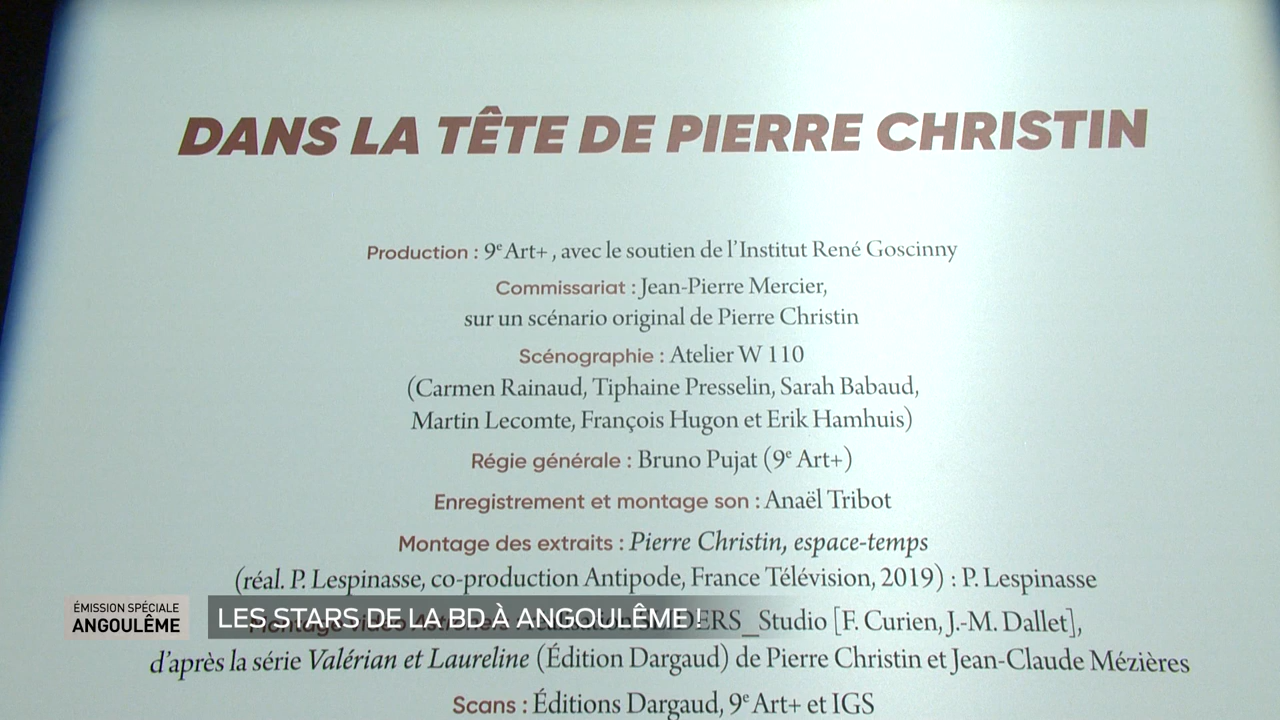 DANS LA TÊTE DE PIERRE CHRISTIN
Production : 9e Art+ , avec le soutien de l'Institut René Goscinny
Commissariat : Jean-Pierre Mercier,
sur un scénario original de Pierre Christin
Scénographie : Atelier W 110
(Carmen Rainaud, Tiphaine Presselin, Sarah Babaud,
Martin Lecomte, François Hugon et Erik Hamhuis)
Régie générale : Bruno Pujat (9e Art+)
Enregistrement et montage son : Anaël Tribot
Montage des extraits : Pierre Christin, espace-temps
(réal. P. Lespinasse, co-production Antipode, France Télévision, 2019) : P. Lespinasse
ÉMISSION SPÉCIALE
ANGOULÊME
LES STARS DE LA BD À ANGOULÊME !
Studio [F. Curien, J.-M. Dallet],
d'après la série Valérian et Laureline (Édition Dargaud) de Pierre Christin et Jean-Claude Mézières
Scans : Éditions Dargaud, 9e Art+ et IGS